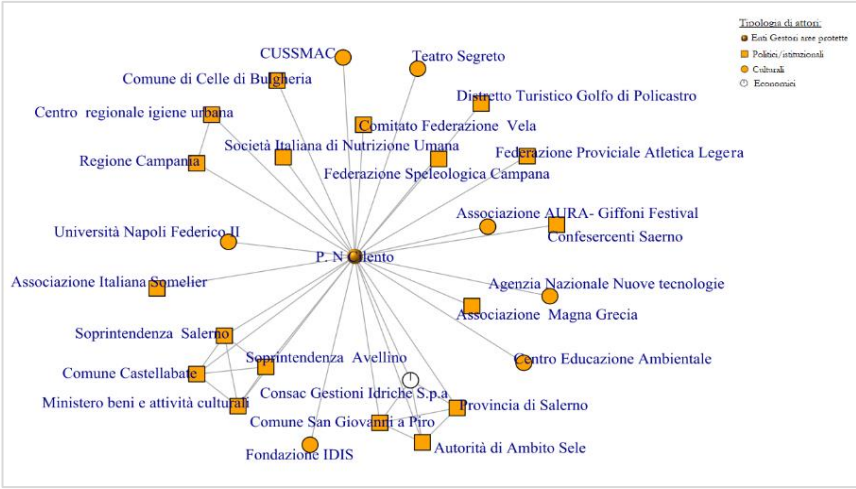 Tipologia di attori:
Enti Gestori aree protette
Politici/istituzionali
Culturali
Economici
CUSSMAC
Teatro Segreto
Comune di Celle di Bulgheria
Distretto Turistico Golfo di Policastro
Centro regionale igiene urbana
Comitato Federazione Vela
Società Italiana di Nutrizione Umana
Federazione Proviciale Atletica Legera
Regione Campania
Federazione Speleologica Campana
Associazione AURA- Giffoni Festival
Università Napoli Federico II
Confesercenti Saerno
P. N Cilento
Associazione Italiana Somelier
Agenzia Nazionale Nuove tecnologie
Associazione Magna Grecia
Soprintendenza Salerno
Soprintendenza Avellino
Centro Educazione Ambientale
Comune Castellabate
Consac Gestioni Idriche S.p.a
Ministero beni e attività culturali
Provincia di Salerno
Comune San Giovanni a Piro
Autorità di Ambito Sele
Fondazione IDIS